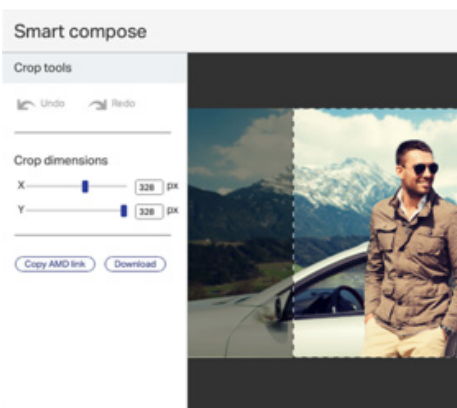 Smart compose
Crop tools
Undo Redo
Crop dimensions
X 328 px
Y 328 px
Copy AMD link Download